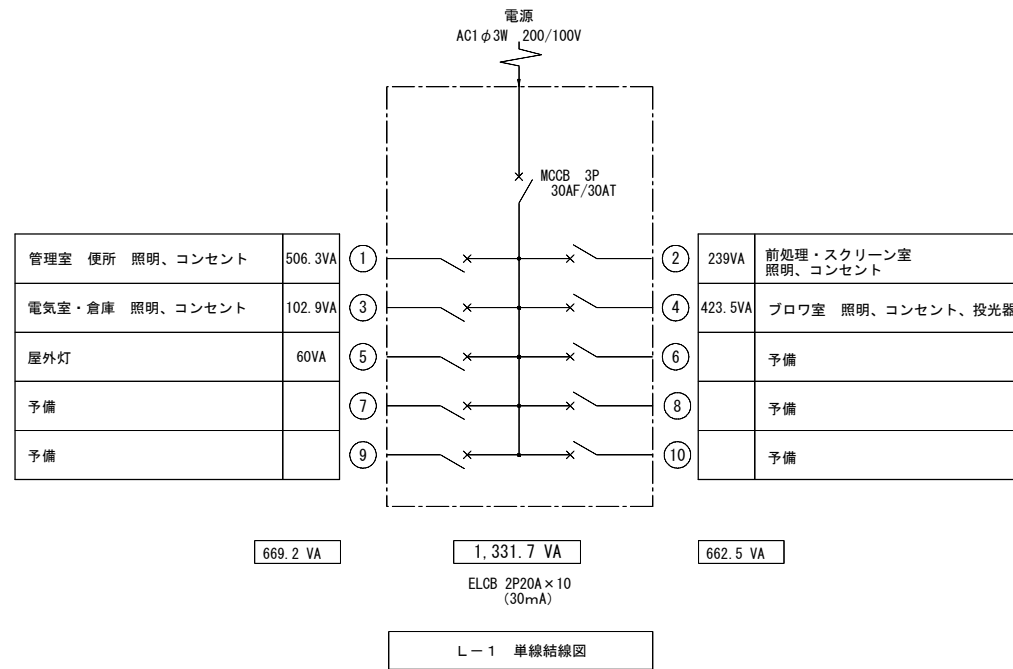 電源
AC1φ3W 200/100V
MCCB 3P
30AF/30AT
管理室 便所 照明、コンセント 506.3VA ① ② 239VA 前処理・スクリーン室
照明、コンセント
電気室・倉庫 照明、コンセント 102.9VA ③ ④ 423.5VA ブロワ室 照明、コンセント、投光器
屋外灯 60VA ⑤ ⑥ 予備
予備 ⑦ ⑧ 予備
予備 ⑨ ⑩ 予備
669.2 VA 1,331.7 VA 662.5 VA
ELCB 2P20A×10
(30mA)
L－1 単線結線図